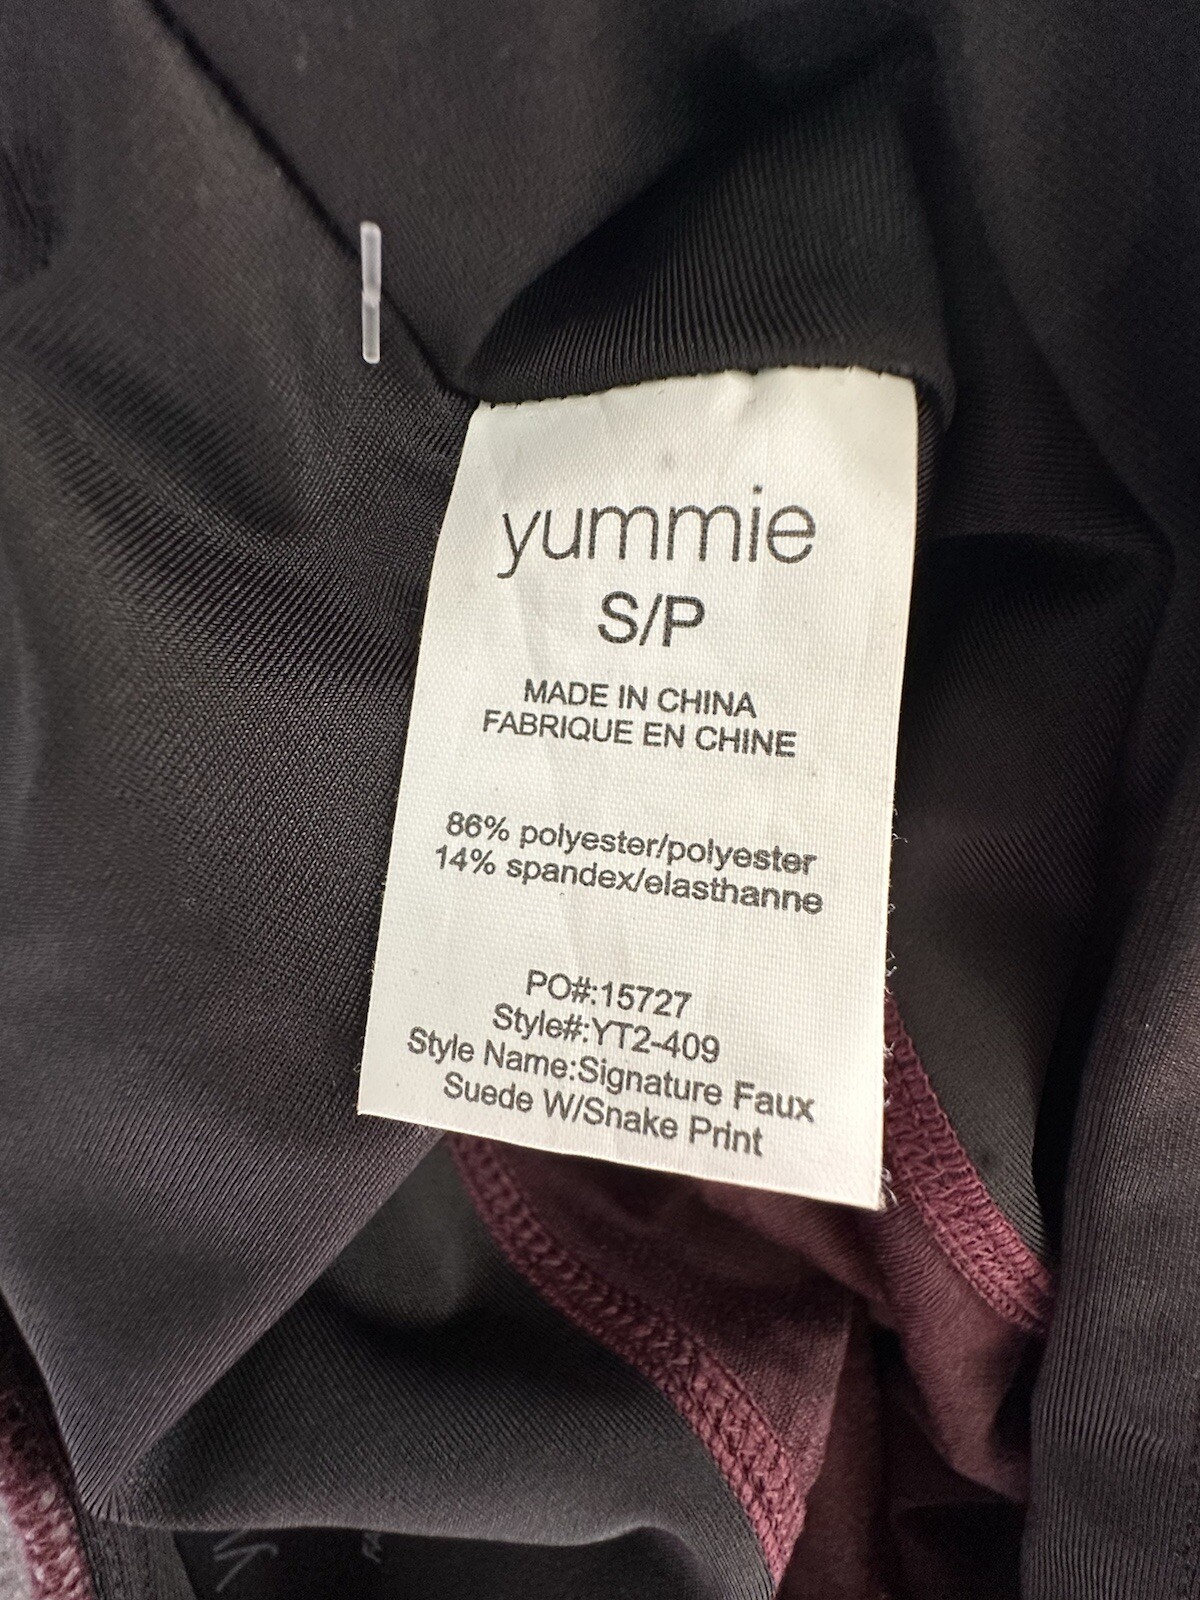 yummie
S/P
MADE IN CHINA
FABRIQUE EN CHINE
86% polyester/polyester
14% spandex/elasthanne
PO#:15727
Style#:YT2-409
Style Name:Signature Faux
Suede W/Snake Print